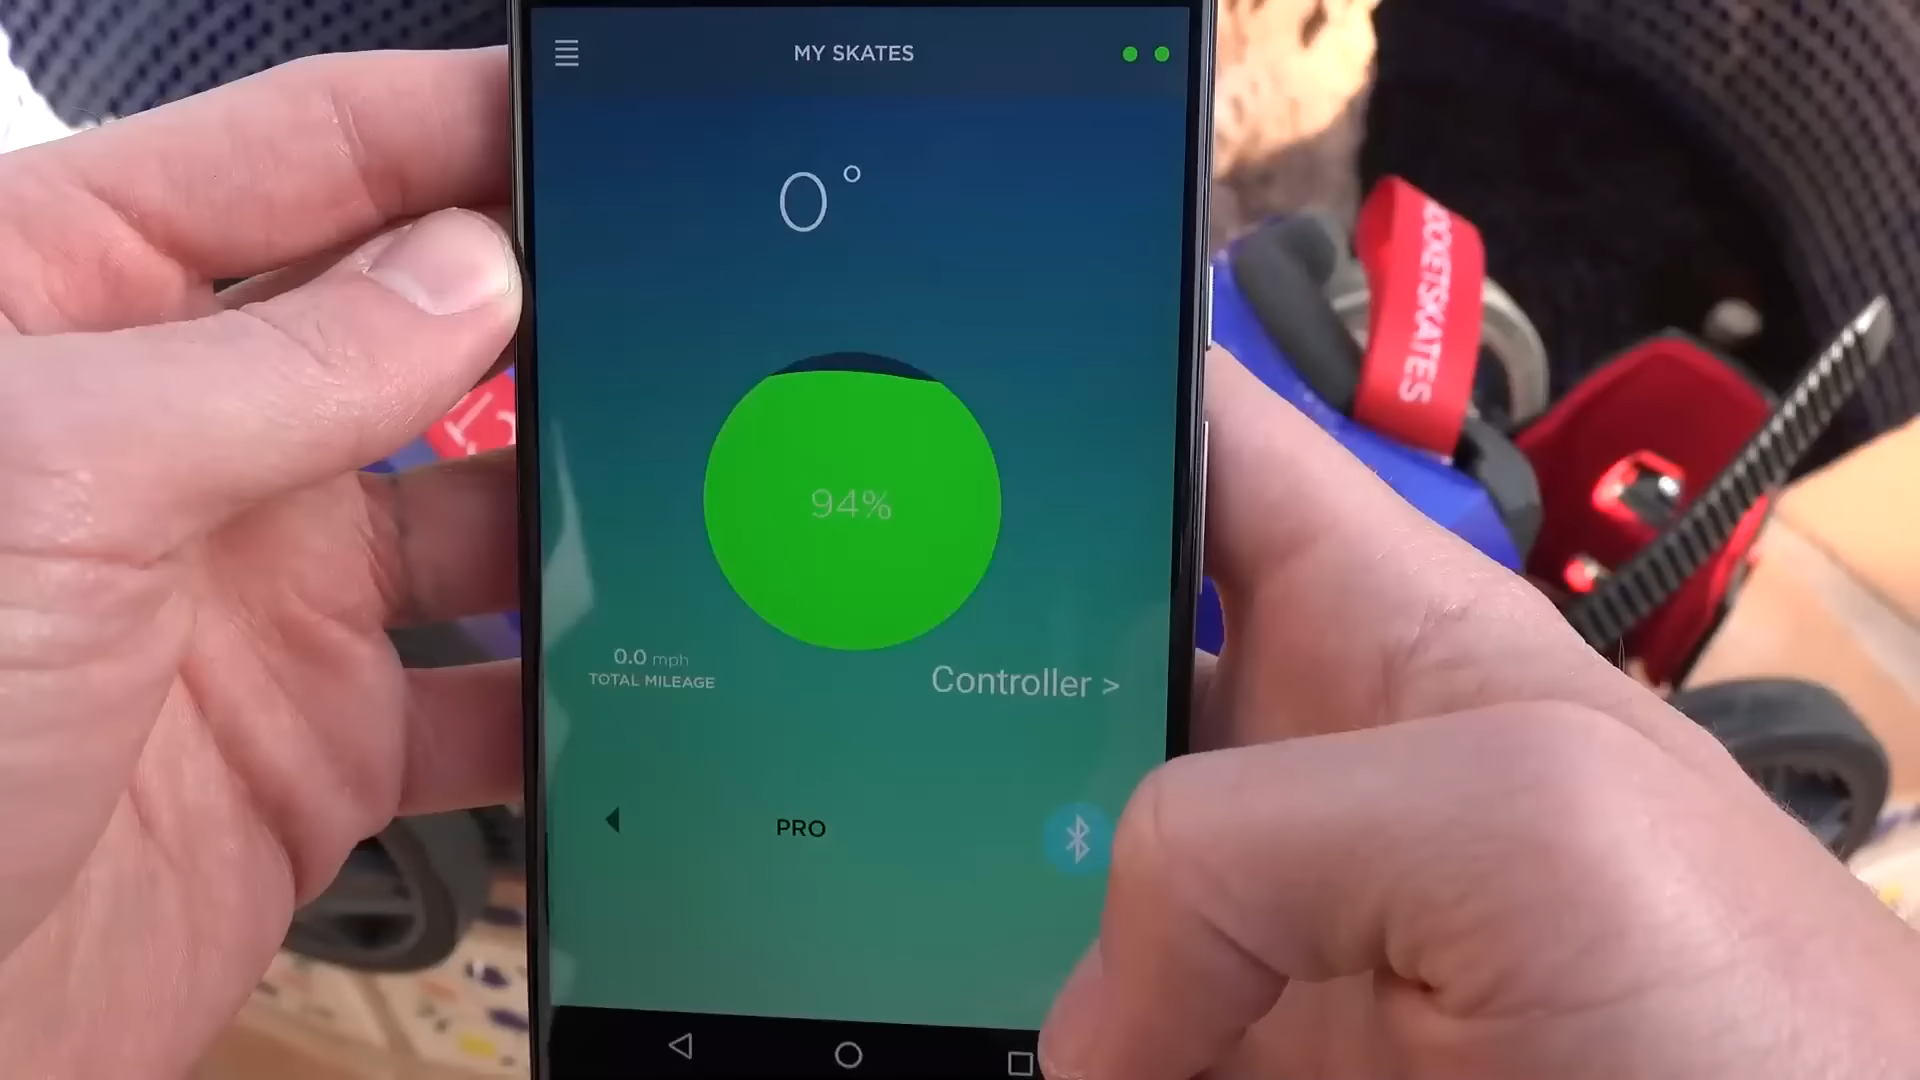 MY SKATES
0°
94%
0.0 mph
TOTAL MILEAGE
Controller >
PRO